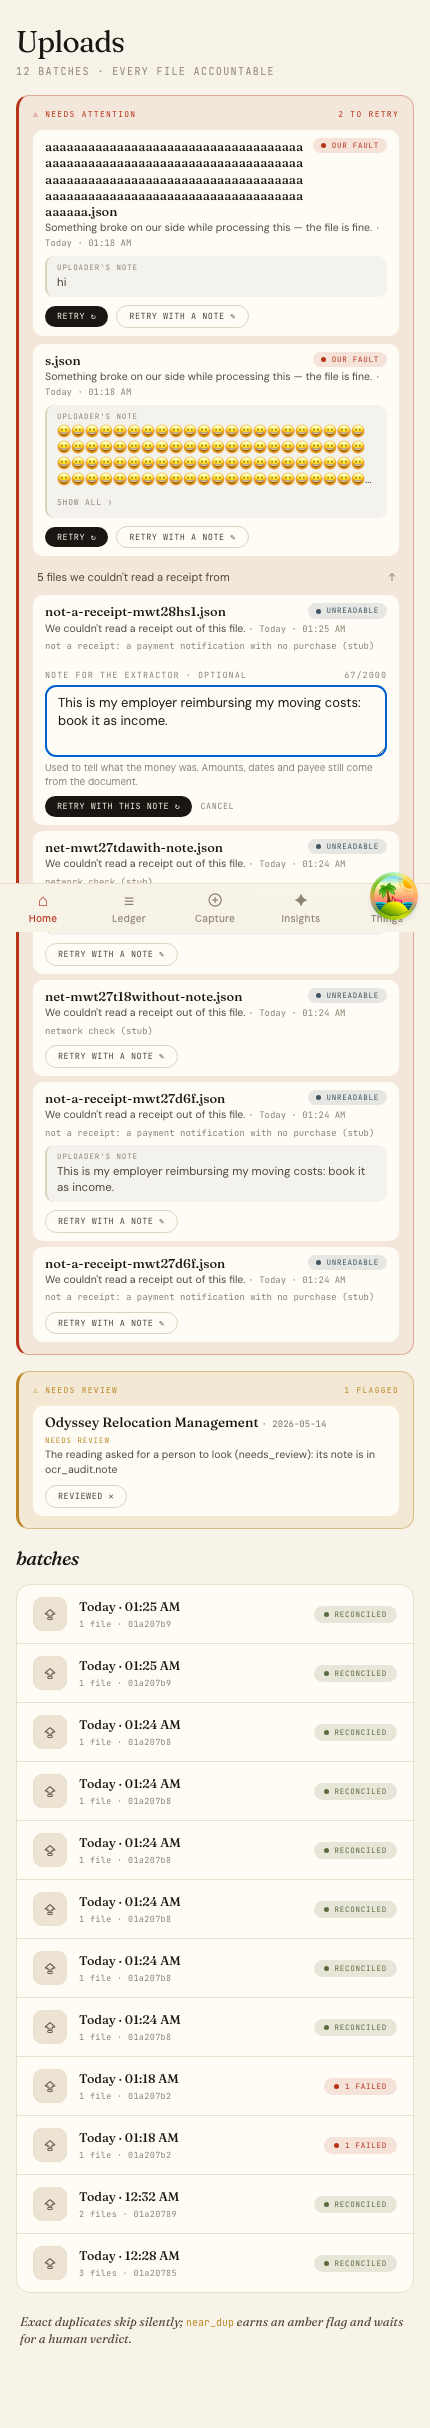 Uploads
12 BATCHES · EVERY FILE ACCOUNTABLE
⚠ NEEDS ATTENTION 2 TO RETRY
aaaaaaaaaaaaaaaaaaaaaaaaaaaaaaaaaaaa OUR FAULT
aaaaaaaaaaaaaaaaaaaaaaaaaaaaaaaaaaaa
aaaaaaaaaaaaaaaaaaaaaaaaaaaaaaaaaaaa
aaaaaaaaaaaaaaaaaaaaaaaaaaaaaaaaaaaa
aaaaaa.json
Something broke on our side while processing this — the file is fine. ·
Today · 01:18 AM
UPLOADER'S NOTE
hi
RETRY ↻ RETRY WITH A NOTE ✎
s.json OUR FAULT
Something broke on our side while processing this — the file is fine. ·
Today · 01:18 AM
UPLOADER'S NOTE
😀😀😀😀😀😀😀😀😀😀😀😀😀😀😀😀😀😀😀😀😀😀
😀😀😀😀😀😀😀😀😀😀😀😀😀😀😀😀😀😀😀😀😀😀
😀😀😀😀😀😀😀😀😀😀😀😀😀😀😀😀😀😀😀😀😀😀
😀😀😀😀😀😀😀😀😀😀😀😀😀😀😀😀😀😀😀😀😀😀…
SHOW ALL ›
RETRY ↻ RETRY WITH A NOTE ✎
5 files we couldn't read a receipt from ↑
not-a-receipt-mwt28hs1.json UNREADABLE
We couldn't read a receipt out of this file. · Today · 01:25 AM
not a receipt: a payment notification with no purchase (stub)
NOTE FOR THE EXTRACTOR · OPTIONAL 67/2000
This is my employer reimbursing my moving costs:
book it as income.
Used to tell what the money was. Amounts, dates and payee still come
from the document.
RETRY WITH THIS NOTE ↻ CANCEL
net-mwt27tdawith-note.json UNREADABLE
We couldn't read a receipt out of this file. · Today · 01:24 AM
network check (stub)
Home Ledger Capture Insights Things
RETRY WITH A NOTE ✎
net-mwt27t18without-note.json UNREADABLE
We couldn't read a receipt out of this file. · Today · 01:24 AM
network check (stub)
RETRY WITH A NOTE ✎
not-a-receipt-mwt27d6f.json UNREADABLE
We couldn't read a receipt out of this file. · Today · 01:24 AM
not a receipt: a payment notification with no purchase (stub)
UPLOADER'S NOTE
This is my employer reimbursing my moving costs: book it
as income.
RETRY WITH A NOTE ✎
not-a-receipt-mwt27d6f.json UNREADABLE
We couldn't read a receipt out of this file. · Today · 01:24 AM
not a receipt: a payment notification with no purchase (stub)
RETRY WITH A NOTE ✎
⚠ NEEDS REVIEW 1 FLAGGED
Odyssey Relocation Management · 2026-05-14
NEEDS REVIEW
The reading asked for a person to look (needs_review): its note is in
ocr_audit.note
REVIEWED ×
batches
Today · 01:25 AM RECONCILED
1 file · 01a207b9
Today · 01:25 AM RECONCILED
1 file · 01a207b9
Today · 01:24 AM RECONCILED
1 file · 01a207b8
Today · 01:24 AM RECONCILED
1 file · 01a207b8
Today · 01:24 AM RECONCILED
1 file · 01a207b8
Today · 01:24 AM RECONCILED
1 file · 01a207b8
Today · 01:24 AM RECONCILED
1 file · 01a207b8
Today · 01:24 AM RECONCILED
1 file · 01a207b8
Today · 01:18 AM 1 FAILED
1 file · 01a207b2
Today · 01:18 AM 1 FAILED
1 file · 01a207b2
Today · 12:32 AM RECONCILED
2 files · 01a20789
Today · 12:28 AM RECONCILED
3 files · 01a20785
Exact duplicates skip silently; near_dup earns an amber flag and waits
for a human verdict.